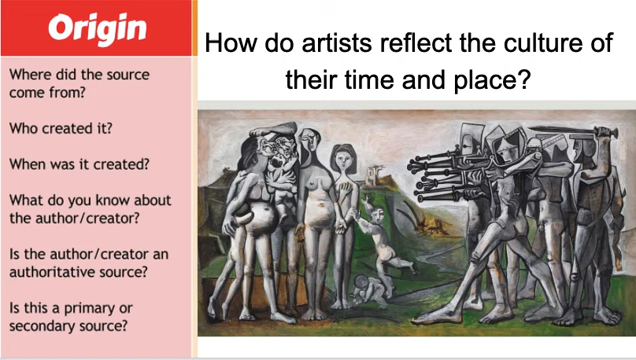 Origin
Where did the source
come from?
Who created it?
When was it created?
What do you know about
the author/creator?
Is the author/creator an
authoritative source?
Is this a primary or
secondary source?
How do artists reflect the culture of
their time and place?